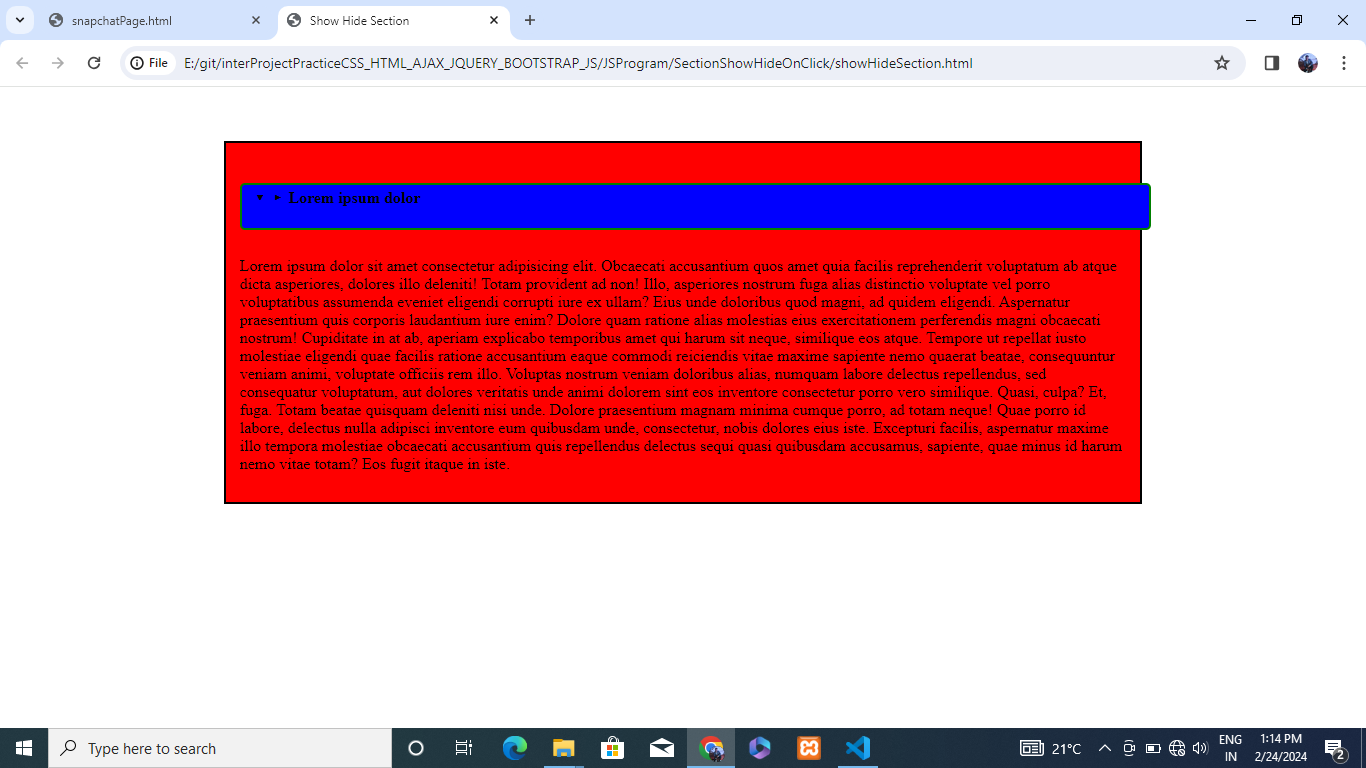 snapchatPage.html
Show Hide Section
File
E:/git/interProjectPracticeCSS_HTML_AJAX_JQUERY_BOOTSTRAP_JS/JSProgram/SectionShowHideOnClick/showHideSection.html
Lorem ipsum dolor
Lorem ipsum dolor sit amet consectetur adipisicing elit. Obcaecati accusantium quos amet quia facilis reprehenderit voluptatum ab atque
dicta asperiores, dolores illo deleniti! Totam provident ad non! Illo, asperiores nostrum fuga alias distinctio voluptate vel porro
voluptatibus assumenda eveniet eligendi corrupti iure ex ullam? Eius unde doloribus quod magni, ad quidem eligendi. Aspernatur
praesentium quis corporis laudantium iure enim? Dolore quam ratione alias molestias eius exercitationem perferendis magni obcaecati
nostrum! Cupiditate in at ab, aperiam explicabo temporibus amet qui harum sit neque, similique eos atque. Tempore ut repellat iusto
molestiae eligendi quae facilis ratione accusantium eaque commodi reiciendis vitae maxime sapiente nemo quaerat beatae, consequuntur
veniam animi, voluptate officiis rem illo. Voluptas nostrum veniam doloribus alias, numquam labore delectus repellendus, sed
consequatur voluptatum, aut dolores veritatis unde animi dolorem sint eos inventore consectetur porro vero similique. Quasi, culpa? Et,
fuga. Totam beatae quisquam deleniti nisi unde. Dolore praesentium magnam minima cumque porro, ad totam neque! Quae porro id
labore, delectus nulla adipisci inventore eum quibusdam unde, consectetur, nobis dolores eius iste. Excepturi facilis, aspernatur maxime
illo tempora molestiae obcaecati accusantium quis repellendus delectus sequi quasi quibusdam accusamus, sapiente, quae minus id harum
nemo vitae totam? Eos fugit itaque in iste.
Type here to search
21°C
ENG
IN
1:14 PM
2/24/2024
2